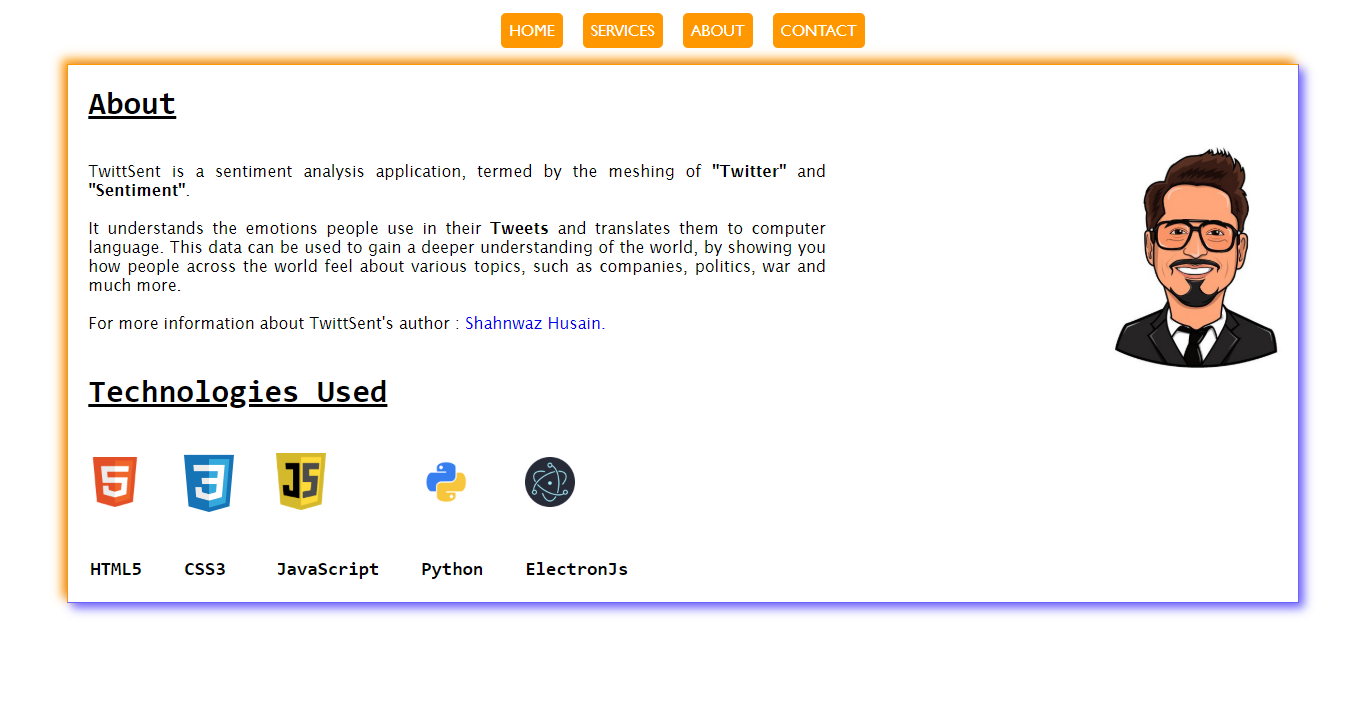 HOME SERVICES ABOUT CONTACT
About
TwittSent is a sentiment analysis application, termed by the meshing of "Twitter" and
"Sentiment".
It understands the emotions people use in their Tweets and translates them to computer
language. This data can be used to gain a deeper understanding of the world, by showing you
how people across the world feel about various topics, such as companies, politics, war and
much more.
For more information about TwittSent's author : Shahnwaz Husain.
Technologies Used
5 3 JS
HTML5 CSS3 JavaScript Python ElectronJs